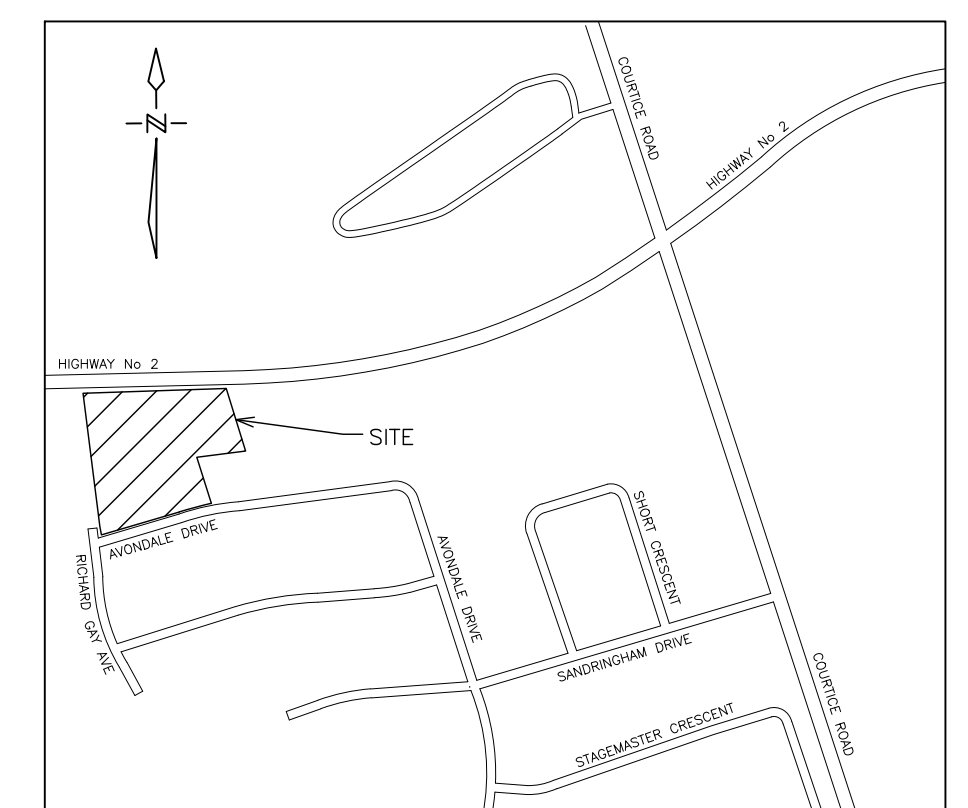 COURTICE ROAD
HIGHWAY No 2
N
HIGHWAY No 2
SITE
SHORT CRESCENT
AVONDALE DRIVE
AVONDALE DRIVE
RICHARD GAY AVE
SANDRINGHAM DRIVE
COURTICE ROAD
STAGEMASTER CRESCENT